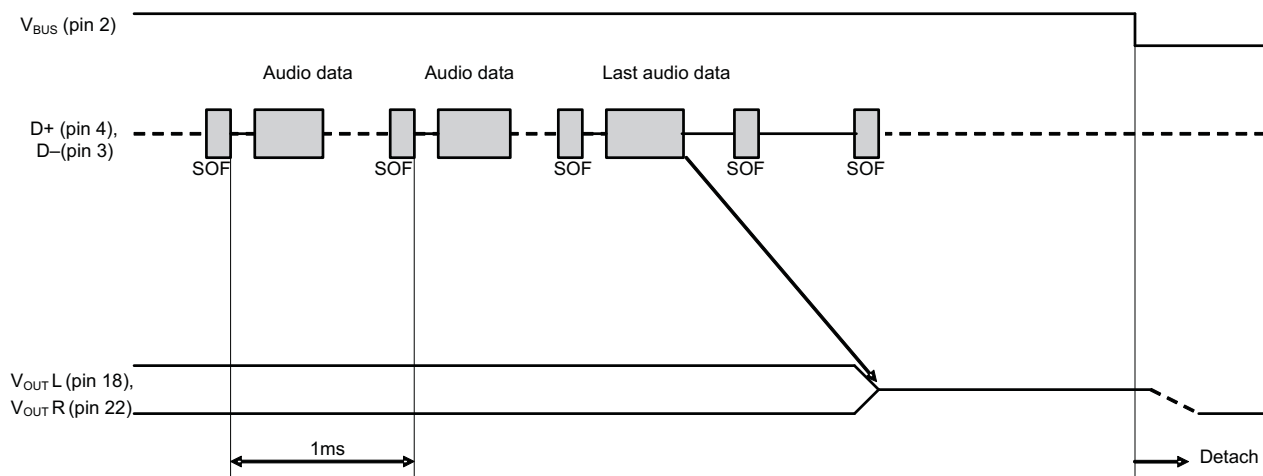 VBUS (pin 2)
Audio data
Audio data
Last audio data
D+ (pin 4),
D–(pin 3)
SOF
SOF
SOF
SOF
SOF
VOUT L (pin 18),
VOUT R (pin 22)
1ms
Detach